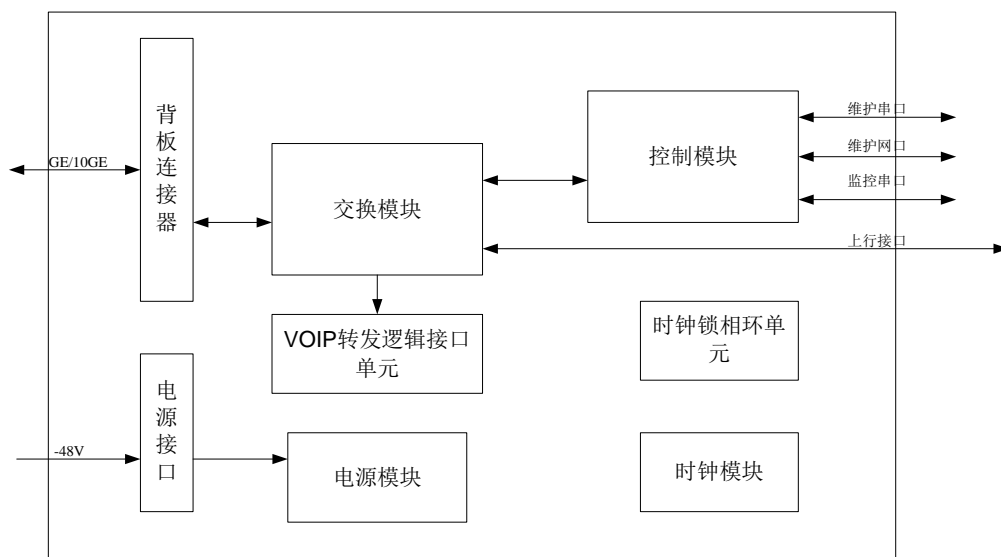 背
板
连
接
器
GE/10GE
交换模块
控制模块
维护串口
维护网口
监控串口
上行接口
VOIP转发逻辑接口
单元
时钟锁相环单
元
电
源
接
口
-48V
电源模块
时钟模块